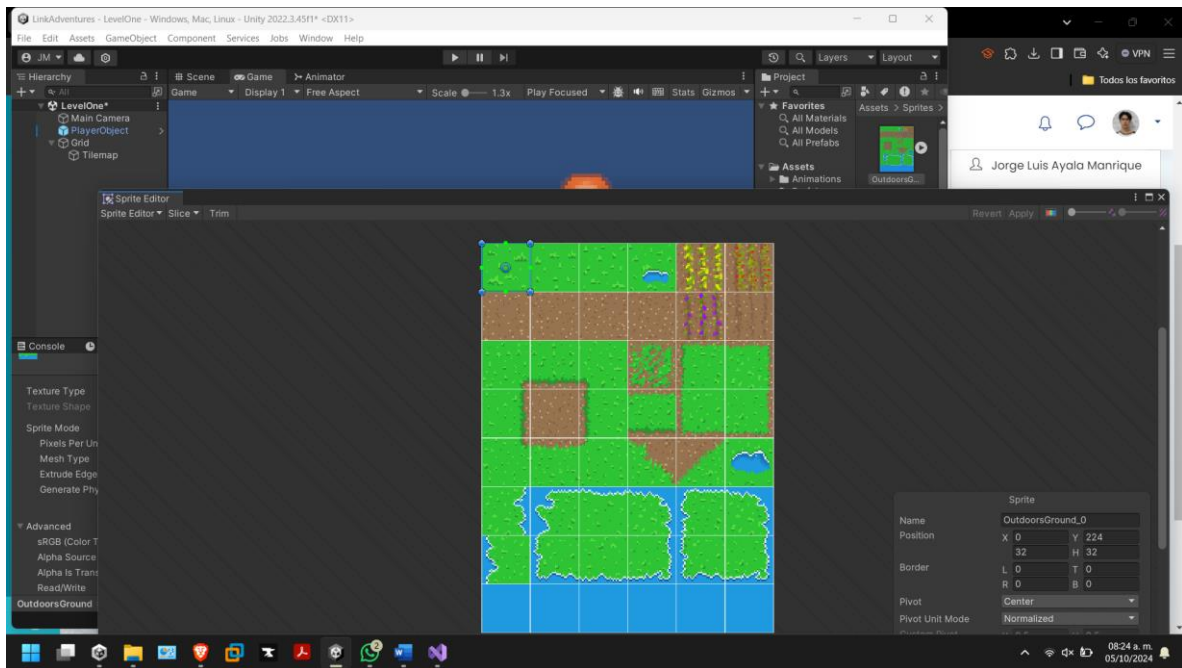 LinkAdventures - LevelOne - Windows, Mac, Linux - Unity 2022.3.45f1* <DX11>
File Edit Assets GameObject Component Services Jobs Window Help
JM Layers Layout
VPN
Hierarchy Scene Game Animator Project
Todos los favoritos
All Game Display 1 Free Aspect Scale 1.3x Play Focused Stats Gizmos
LevelOne* Favorites Assets > Sprites >
Main Camera All Materials
PlayerObject All Models
Grid All Prefabs
Tilemap
Assets
Animations OutdoorsG...
Jorge Luis Ayala Manrique
Sprite Editor
Sprite Editor Slice Trim Revert Apply
Console
Texture Type
Texture Shape
Sprite Mode
Pixels Per Un
Mesh Type
Extrude Edge
Generate Phy
Advanced
sRGB (Color T
Alpha Source
Alpha Is Trans
Read/Write
OutdoorsGround
Sprite
Name OutdoorsGround_0
Position X 0 Y 224
32 H 32
Border L 0 T 0
R 0 B 0
Pivot Center
Pivot Unit Mode Normalized
2
08:24 a. m.
05/10/2024